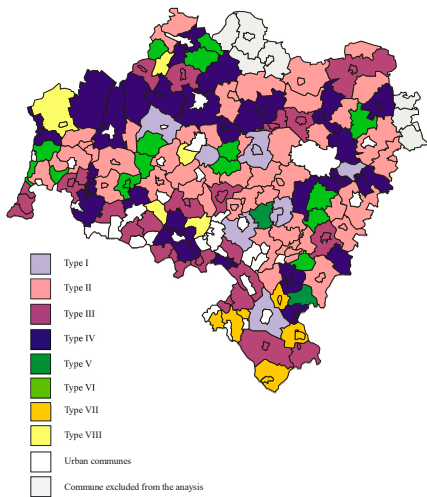 Type I
Type II
Type III
Type IV
Type V
Type VI
Type VII
Type VIII
Urban communes
Commune excluded from the anaysis